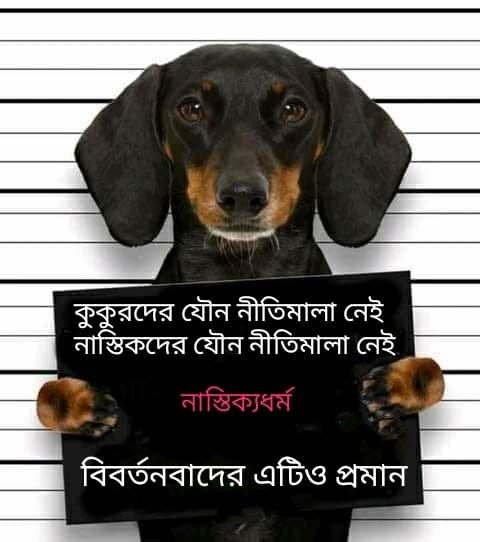 কুকুরদের যৌন নীতিমালা নেই
নাস্তিকদের যৌন নীতিমালা নেই
নাস্তিক্যধর্ম
বিবর্তনবাদের এটিও প্রমান